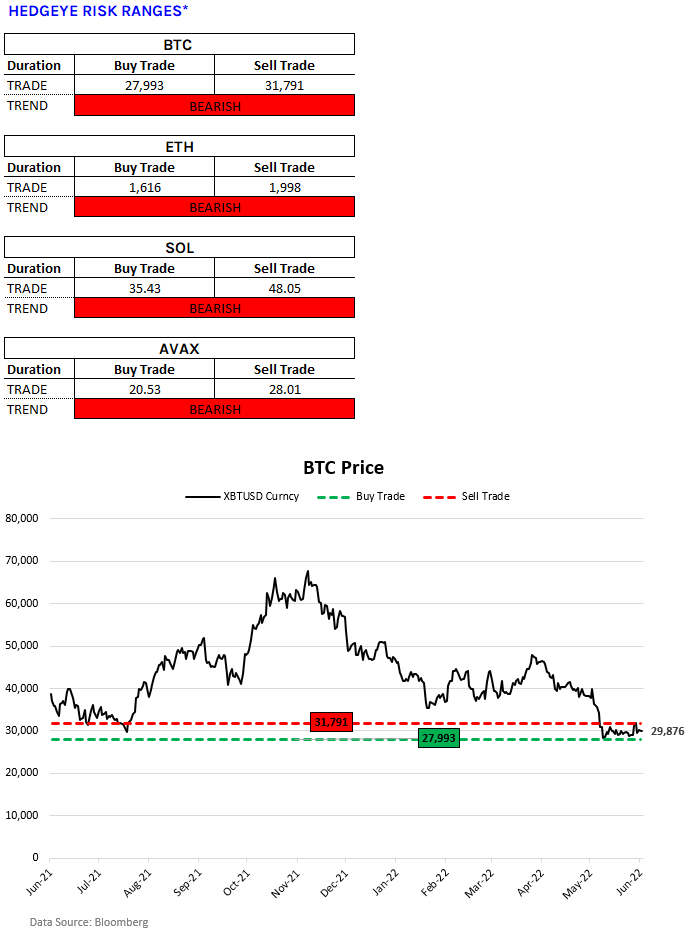 HEDGEYE RISK RANGES*
BTC
Duration Buy Trade Sell Trade
TRADE 27,993 31,791
TREND BEARISH
ETH
Duration Buy Trade Sell Trade
TRADE 1,616 1,998
TREND BEARISH
SOL
Duration Buy Trade Sell Trade
TRADE 35.43 48.05
TREND BEARISH
AVAX
Duration Buy Trade Sell Trade
TRADE 20.53 28.01
TREND BEARISH
BTC Price
XBTUSD Curncy Buy Trade Sell Trade
80,000
70,000
60,000
50,000
40,000
31,791
30,000 29,876
27,993
20,000
10,000
0
Jun-21 Jul-21 Aug-21 Sep-21 Oct-21 Nov-21 Dec-21 Jan-22 Feb-22 Mar-22 Apr-22 May-22 Jun-22
Data Source: Bloomberg